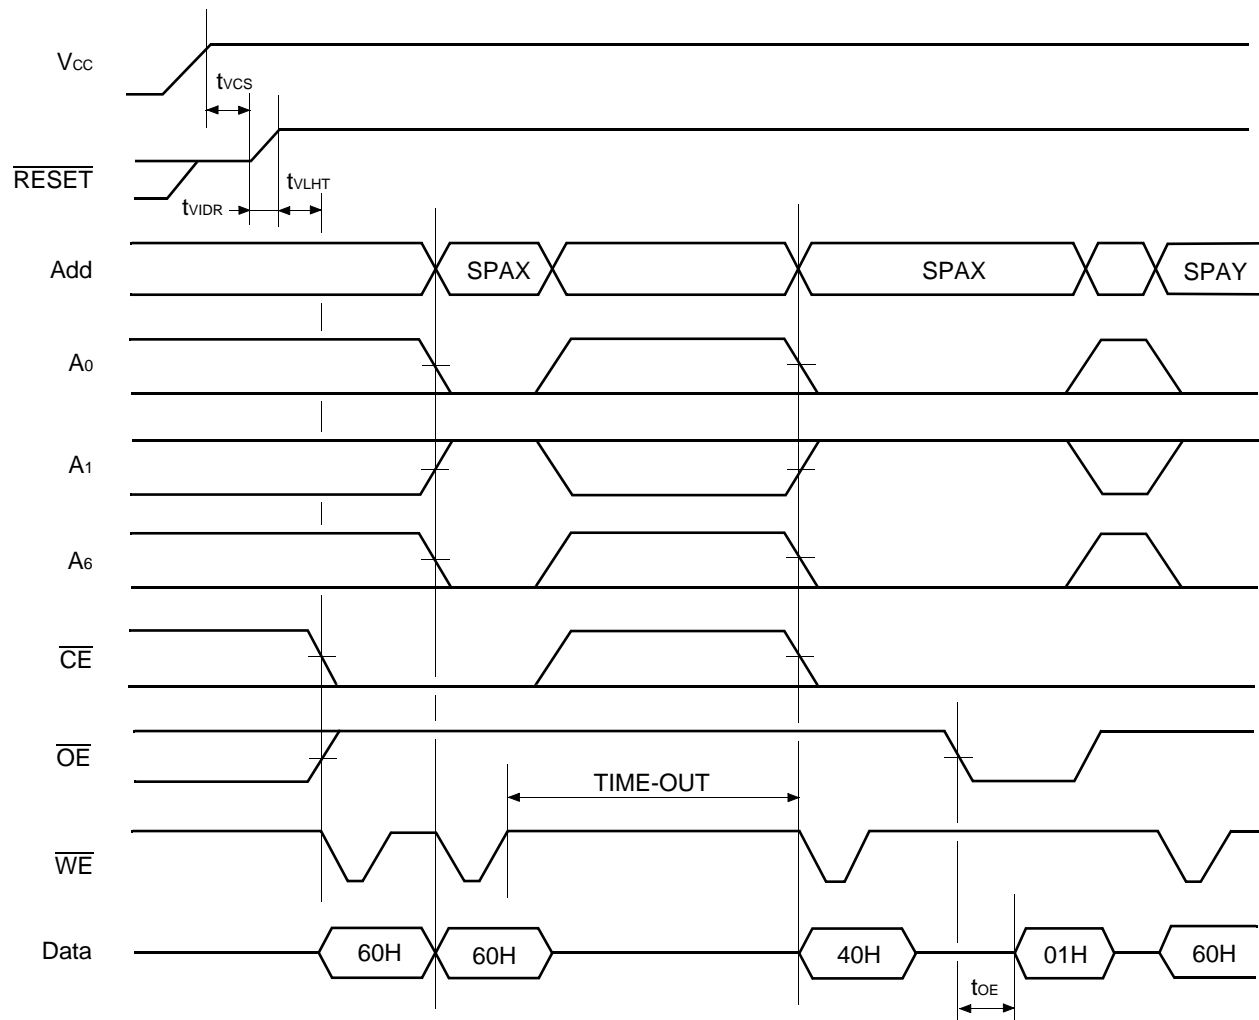 VCC
tVCS
RESET
tVLHT
tVIDR
Add SPAX SPAX SPAY
A0
A1
A6
CE
OE
TIME-OUT
WE
Data 60H 60H 40H 01H 60H
tOE